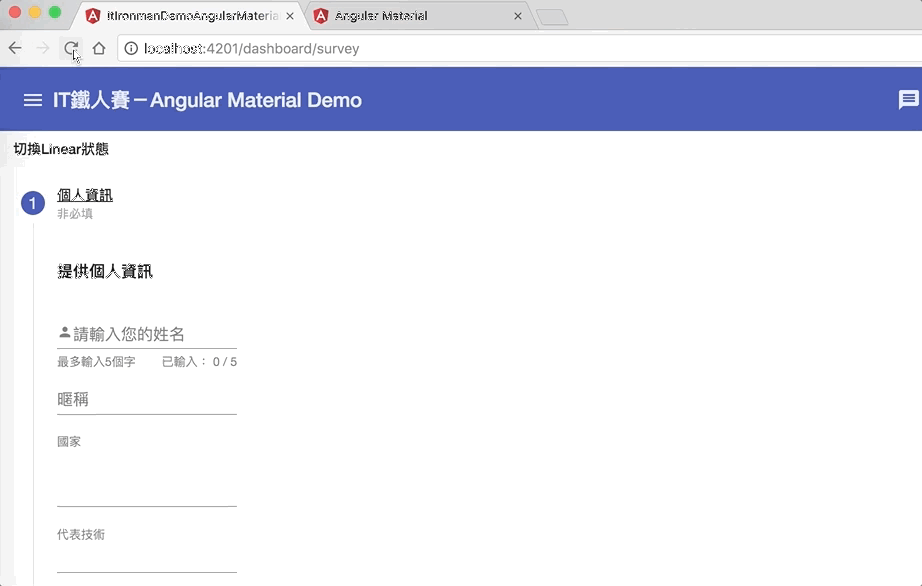 ItIronmanDemoAngularMateria
Angular Material
localhost:4201/dashboard/survey
IT鐵人賽－Angular Material Demo
切換Linear狀態
1 個人資訊
非必填
提供個人資訊
請輸入您的姓名
最多輸入5個字 已輸入： 0 / 5
暱稱
國家
代表技術